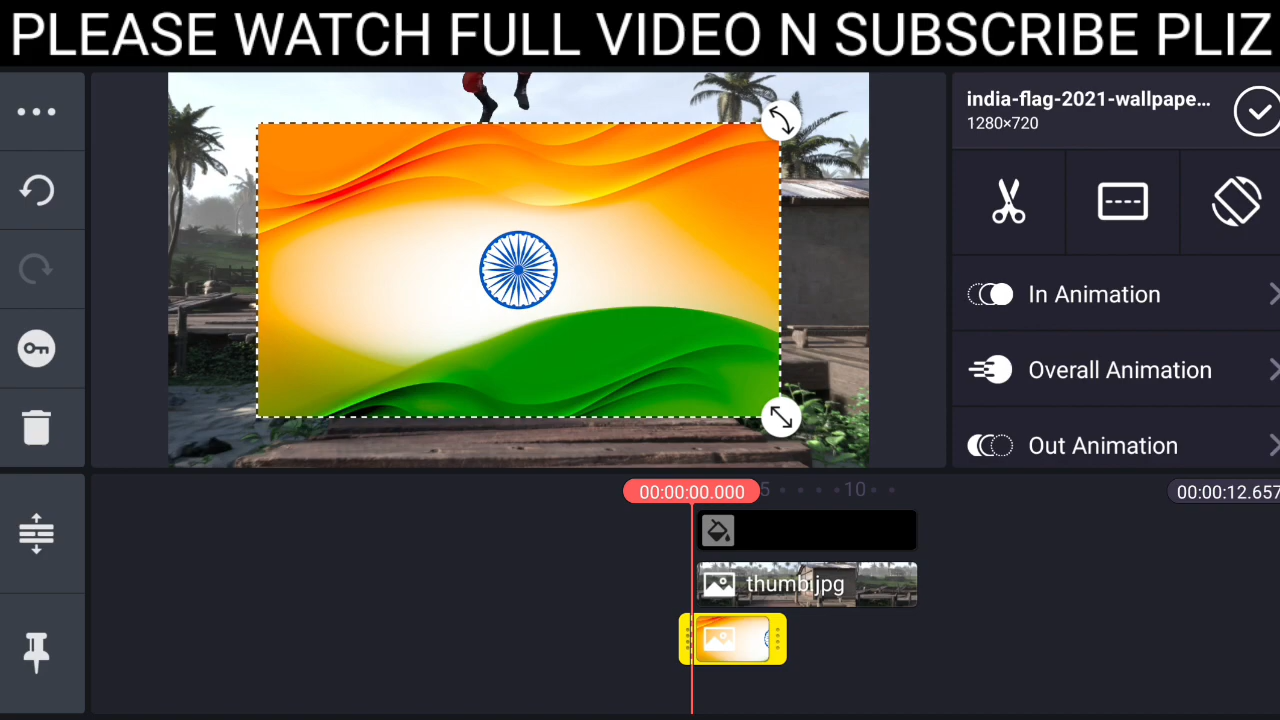 PLEASE WATCH FULL VIDEO N SUBSCRIBE PLIZ
india-flag-2021-wallpape...
1280×720
In Animation
Overall Animation
Out Animation
00:00:00.000
5
10
00:00:12.657
thumb.jpg